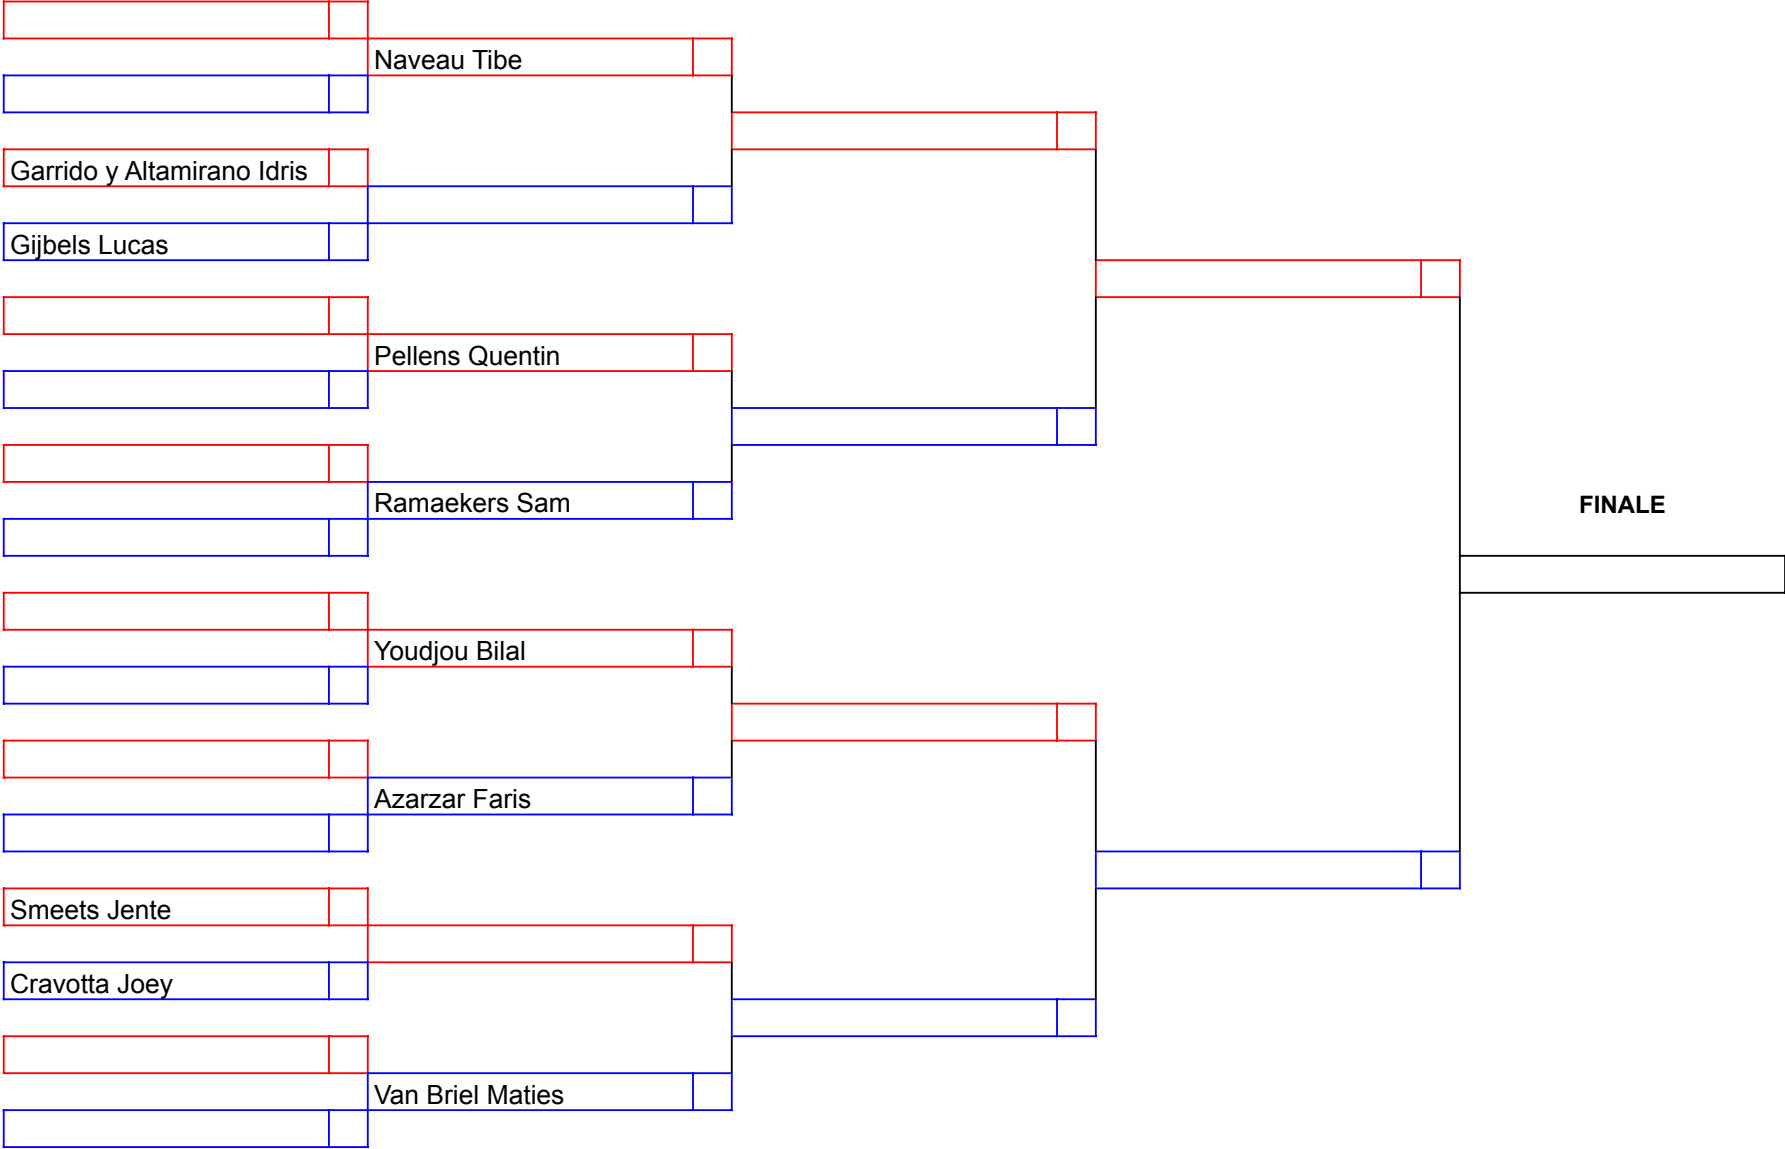 Naveau Tibe
Garrido y Altamirano Idris
Gijbels Lucas
Pellens Quentin
Ramaekers Sam
FINALE
Youdjou Bilal
Azarzar Faris
Smeets Jente
Cravotta Joey
Van Briel Maties